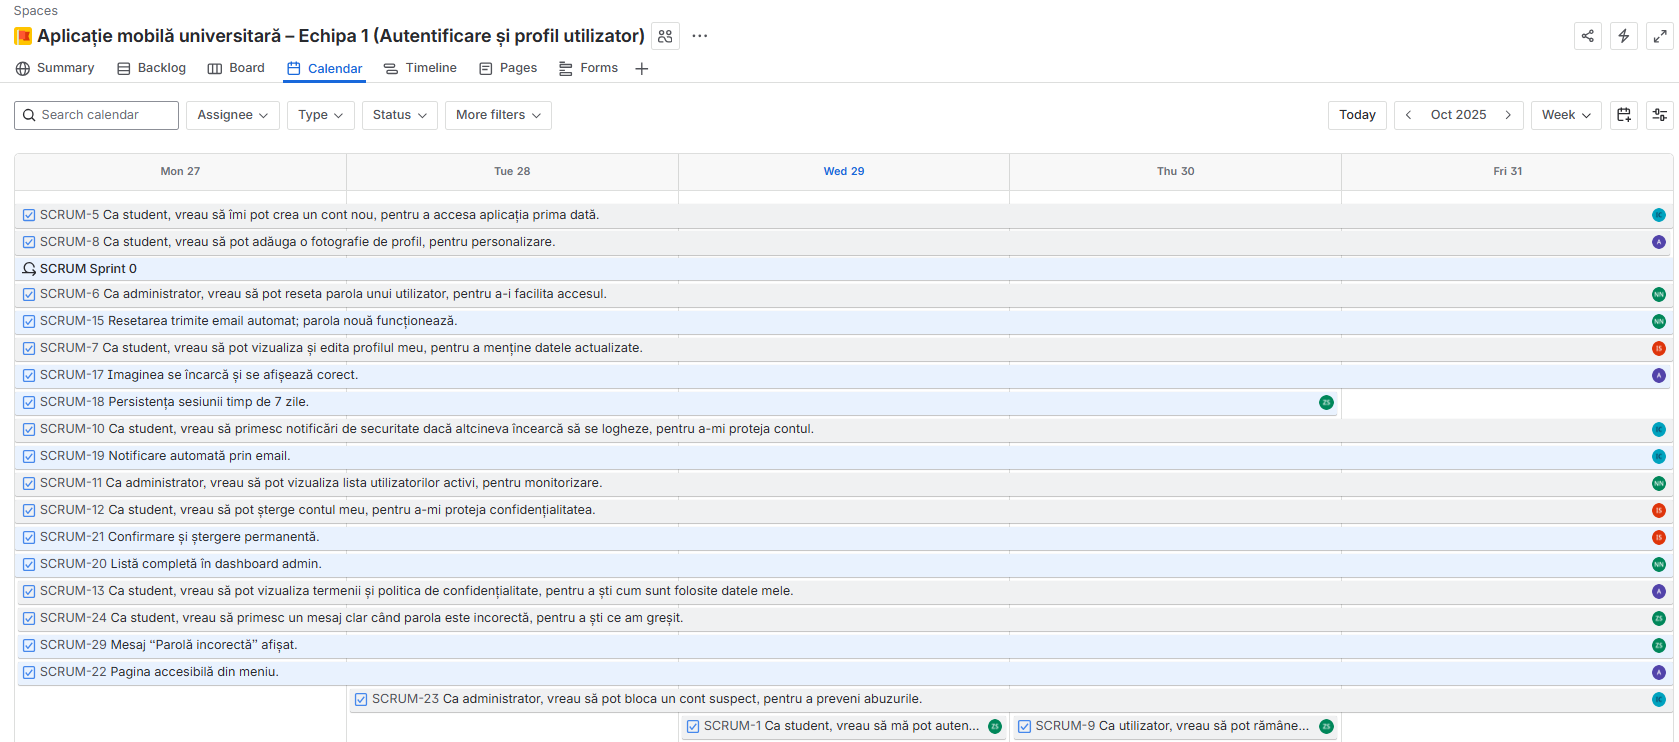 Spaces
Aplicație mobilă universitară – Echipa 1 (Autentificare și profil utilizator)
Summary Backlog Board Calendar Timeline Pages Forms
Search calendar Assignee Type Status More filters Today Oct 2025 Week
Mon 27 Tue 28 Wed 29 Thu 30 Fri 31
SCRUM-5 Ca student, vreau să îmi pot crea un cont nou, pentru a accesa aplicația prima dată.
SCRUM-8 Ca student, vreau să pot adăuga o fotografie de profil, pentru personalizare. A
SCRUM Sprint 0
SCRUM-6 Ca administrator, vreau să pot reseta parola unui utilizator, pentru a-i facilita accesul. NN
SCRUM-15 Resetarea trimite email automat; parola nouă funcționează. NN
SCRUM-7 Ca student, vreau să pot vizualiza și edita profilul meu, pentru a menține datele actualizate. IS
SCRUM-17 Imaginea se încarcă și se afișează corect. A
SCRUM-18 Persistența sesiunii timp de 7 zile. ZS
SCRUM-10 Ca student, vreau să primesc notificări de securitate dacă altcineva încearcă să se logheze, pentru a-mi proteja contul.
SCRUM-19 Notificare automată prin email.
SCRUM-11 Ca administrator, vreau să pot vizualiza lista utilizatorilor activi, pentru monitorizare. NN
SCRUM-12 Ca student, vreau să pot șterge contul meu, pentru a-mi proteja confidențialitatea. IS
SCRUM-21 Confirmare și ștergere permanentă. IS
SCRUM-20 Listă completă în dashboard admin. NN
SCRUM-13 Ca student, vreau să pot vizualiza termenii și politica de confidențialitate, pentru a ști cum sunt folosite datele mele. A
SCRUM-24 Ca student, vreau să primesc un mesaj clar când parola este incorectă, pentru a ști ce am greșit. ZS
SCRUM-29 Mesaj “Parolă incorectă” afișat. ZS
SCRUM-22 Pagina accesibilă din meniu. A
SCRUM-23 Ca administrator, vreau să pot bloca un cont suspect, pentru a preveni abuzurile.
SCRUM-1 Ca student, vreau să mă pot auten... ZS SCRUM-9 Ca utilizator, vreau să pot rămâne... ZS